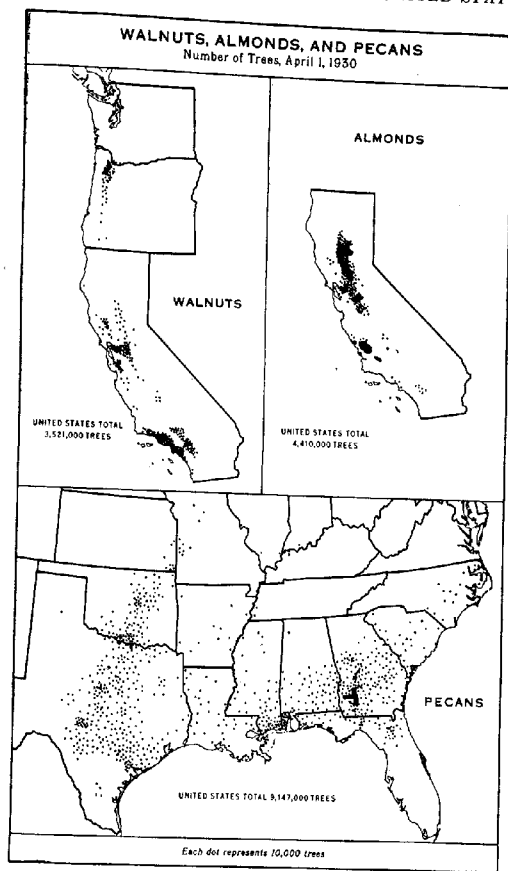 WALNUTS, ALMONDS, AND PECANS
Number of Trees, April 1, 1930
ALMONDS
WALNUTS
UNITED STATES TOTAL
3,521,000 TREES
UNITED STATES TOTAL
4,410,000 TREES
PECANS
UNITED STATES TOTAL 9,147,000 TREES
Each dot represents 10,000 trees